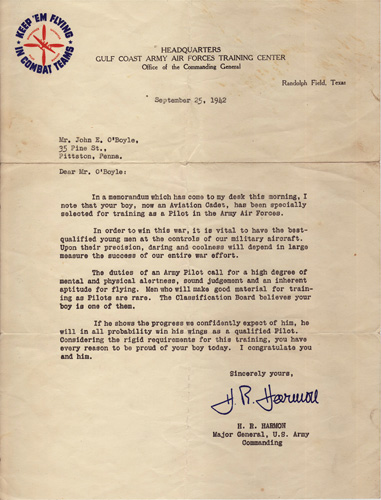 KEEP 'EM FLYING
IN COMBAT TEAMS
HEADQUARTERS
GULF COAST ARMY AIR FORCES TRAINING CENTER
Office of the Commanding General
Randolph Field, Texas
September 25, 1942
Mr. John E. O'Boyle,
35 Pine St.,
Pittston, Penna.
Dear Mr. O'Boyle:
In a memorandum which has come to my desk this morning, I
note that your boy, now an Aviation Cadet, has been specially
selected for training as a Pilot in the Army Air Forces.
In order to win this war, it is vital to have the best-
qualified young men at the controls of our military aircraft.
Upon their precision, daring and coolness will depend in large
measure the success of our entire war effort.
The duties of an Army Pilot call for a high degree of
mental and physical alertness, sound judgement and an inherent
aptitude for flying. Men who will make good material for train-
ing as Pilots are rare. The Classification Board believes your
boy is one of them.
If he shows the progress we confidently expect of him, he
will in all probability win his wings as a qualified Pilot.
Considering the rigid requirements for this training, you have
every reason to be proud of your boy today. I congratulate you
and him.
Sincerely yours,
H. R. Harmon
H. R. HARMON
Major General, U.S. Army
Commanding